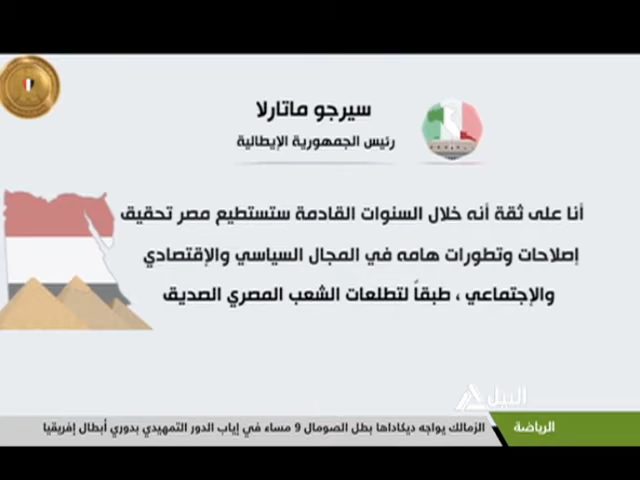 سيرجو ماتارلا
رئيس الجمهورية الإيطالية
أنا على ثقة أنه خلال السنوات القادمة ستستطيع مصر تحقيق
إصلاحات وتطورات هامه في المجال السياسي والإقتصادي
والإجتماعي ، طبقاً لتطلعات الشعب المصري الصديق
النيل
الرياضة
الزمالك يواجه ديكاداها بطل الصومال 9 مساء في إياب الدور التمهيدي بدوري أبطال إفريقيا